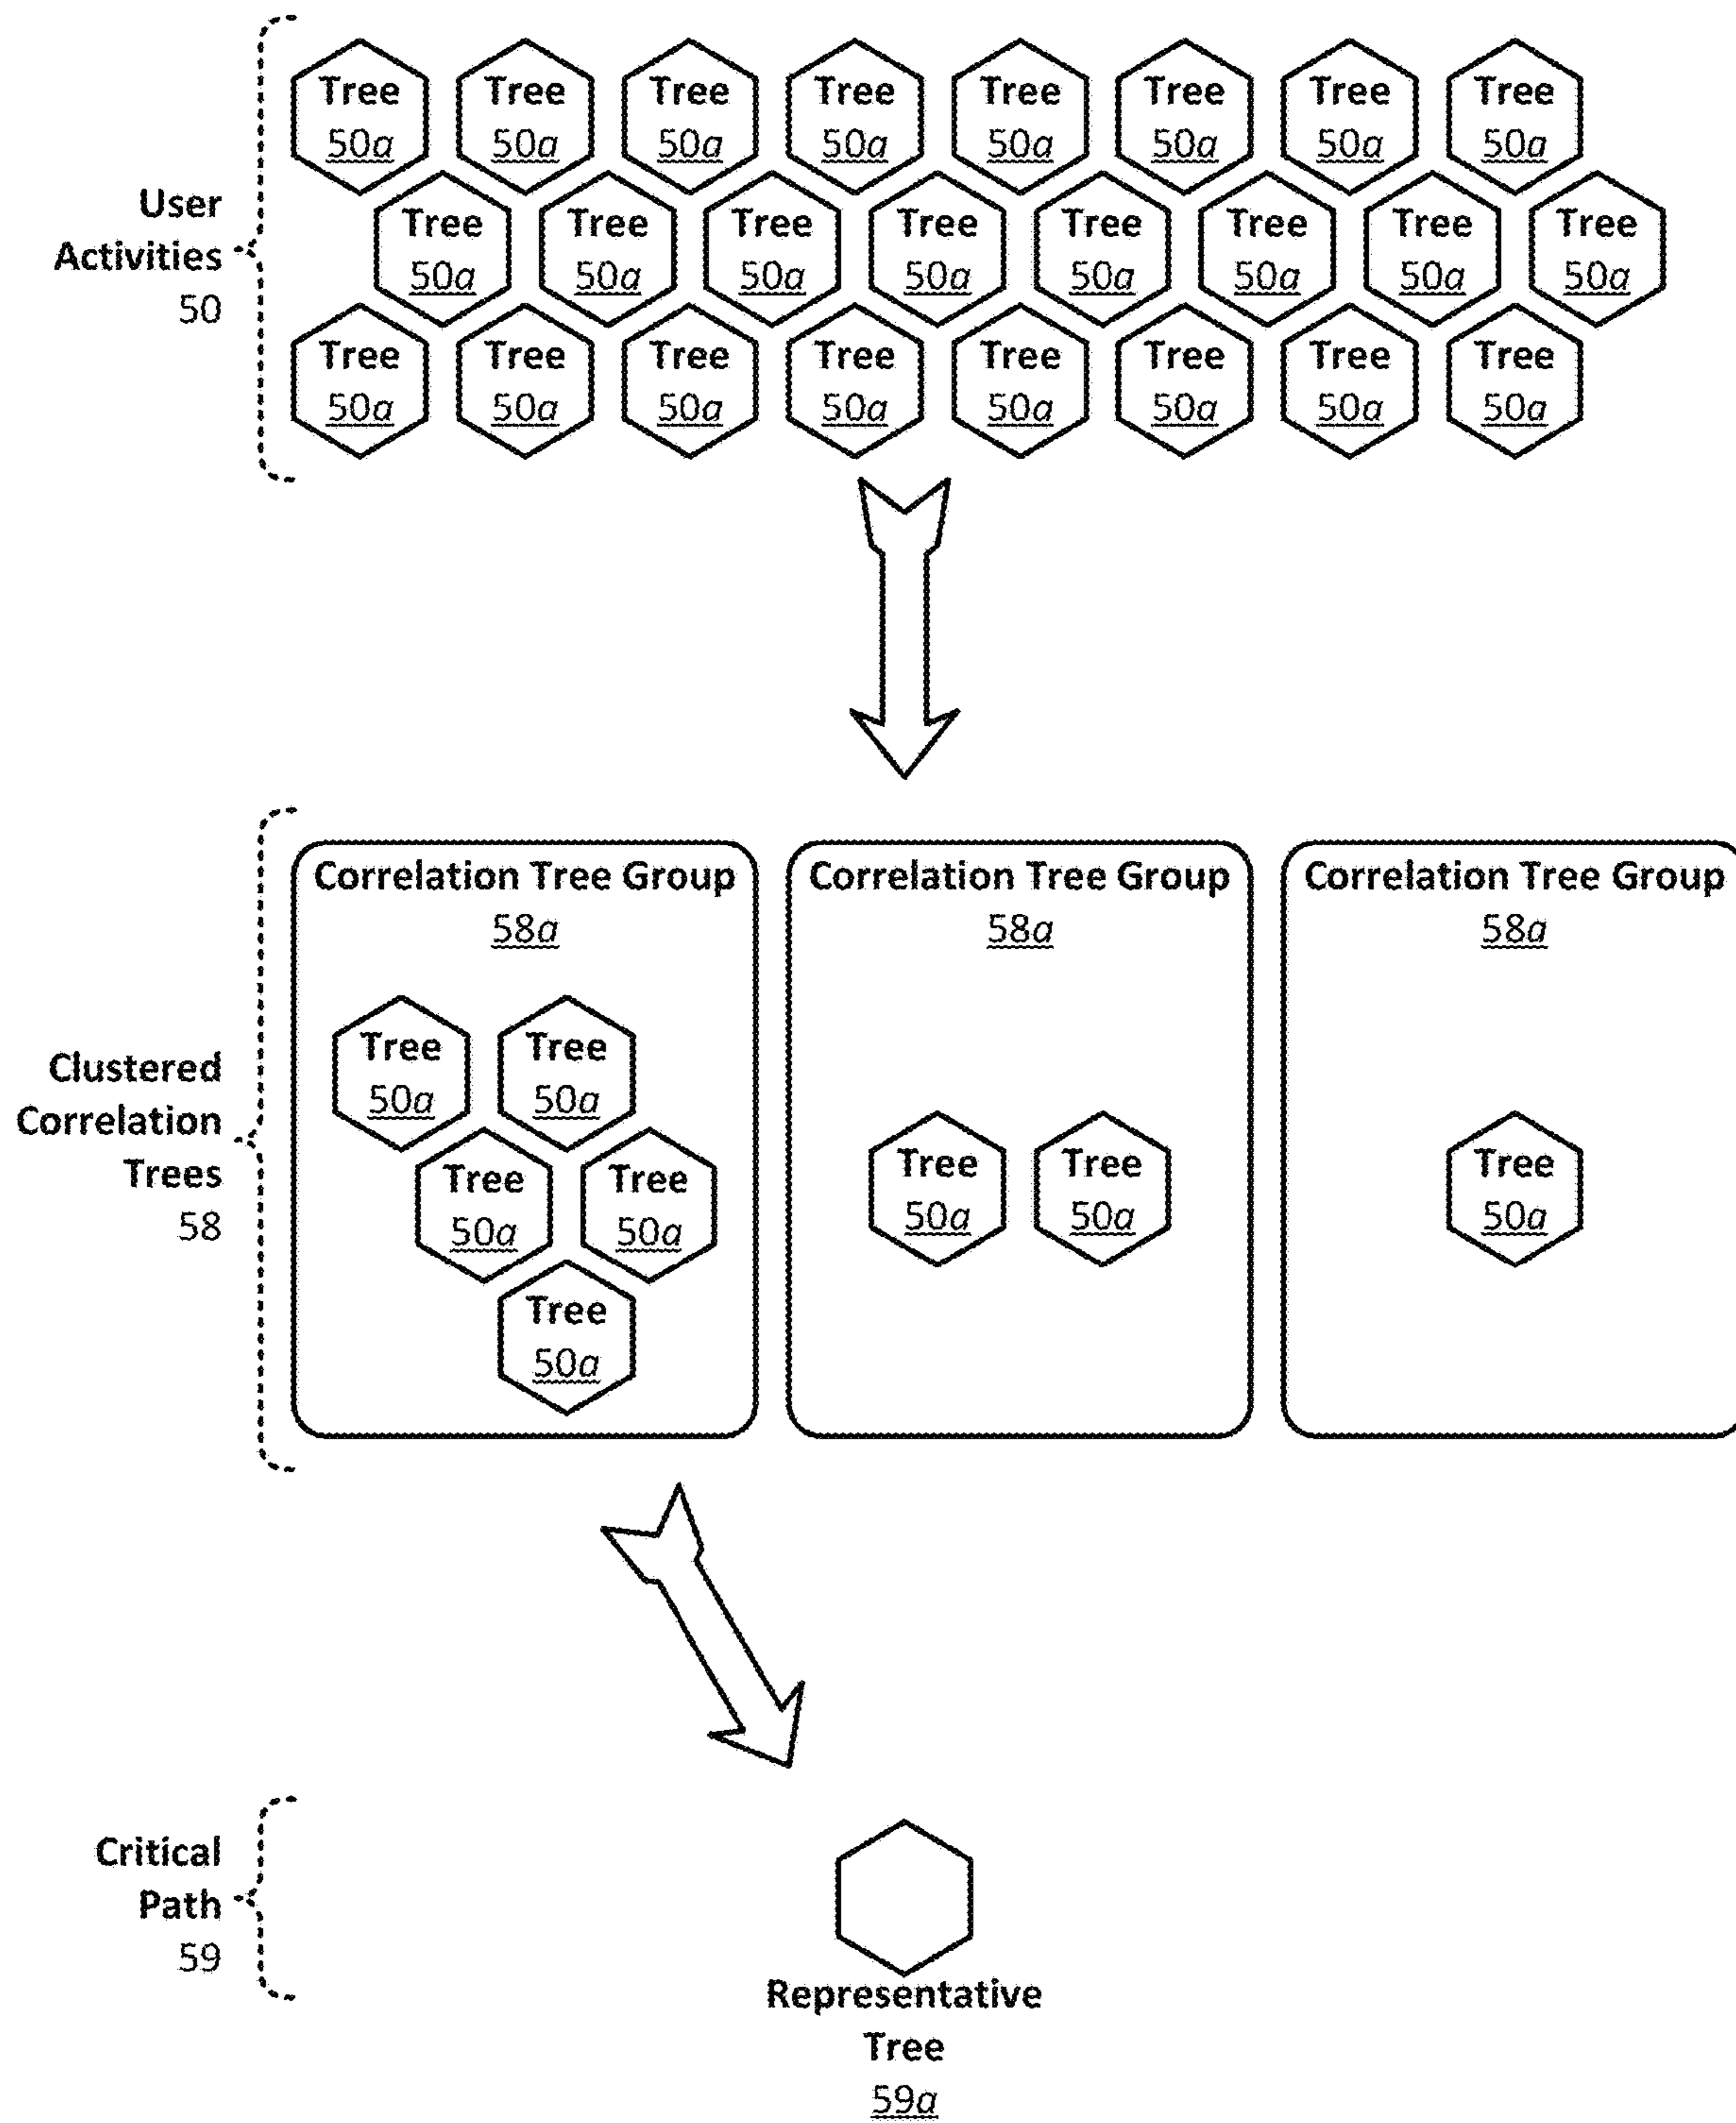 Tree Tree Tree Tree Tree Tree Tree Tree
50a 50a 50a 50a 50a 50a 50a 50a
User
Activities
50
Tree Tree Tree Tree Tree Tree Tree Tree
50a 50a 50a 50a 50a 50a 50a 50a
Tree Tree Tree Tree Tree Tree Tree Tree
50a 50a 50a 50a 50a 50a 50a 50a
Clustered
Correlation
Trees
58
Correlation Tree Group
58a
Tree Tree
50a 50a
Tree Tree
50a 50a
Tree
50a
Correlation Tree Group
58a
Tree Tree
50a 50a
Correlation Tree Group
58a
Tree
50a
Critical
Path
59
Representative
Tree
59a